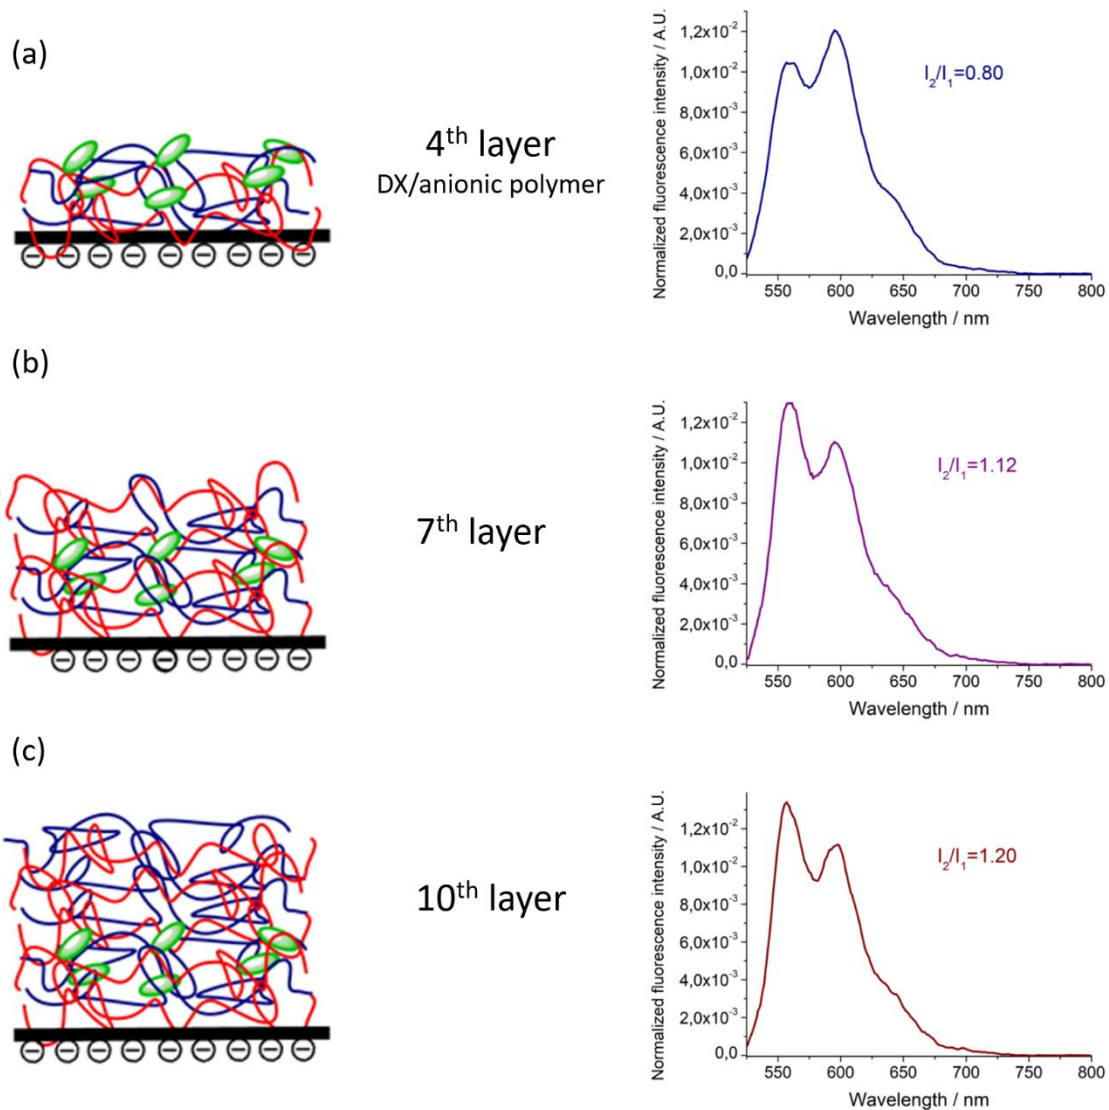 (a)
4th layer
DX/anionic polymer
Normalized fluorescence intensity / A.U.
1,2x10-2
1,0x10-2
8,0x10-3
6,0x10-3
4,0x10-3
2,0x10-3
0,0
I2/I1=0.80
550 600 650 700 750 800
Wavelength / nm
(b)
7th layer
Normalized fluorescence intensity / A.U.
1,2x10-2
1,0x10-2
8,0x10-3
6,0x10-3
4,0x10-3
2,0x10-3
0,0
I2/I1=1.12
550 600 650 700 750 800
Wavelength / nm
(c)
10th layer
Normalized fluorescence intensity / A.U.
1,2x10-2
1,0x10-2
8,0x10-3
6,0x10-3
4,0x10-3
2,0x10-3
0,0
I2/I1=1.20
550 600 650 700 750 800
Wavelength / nm